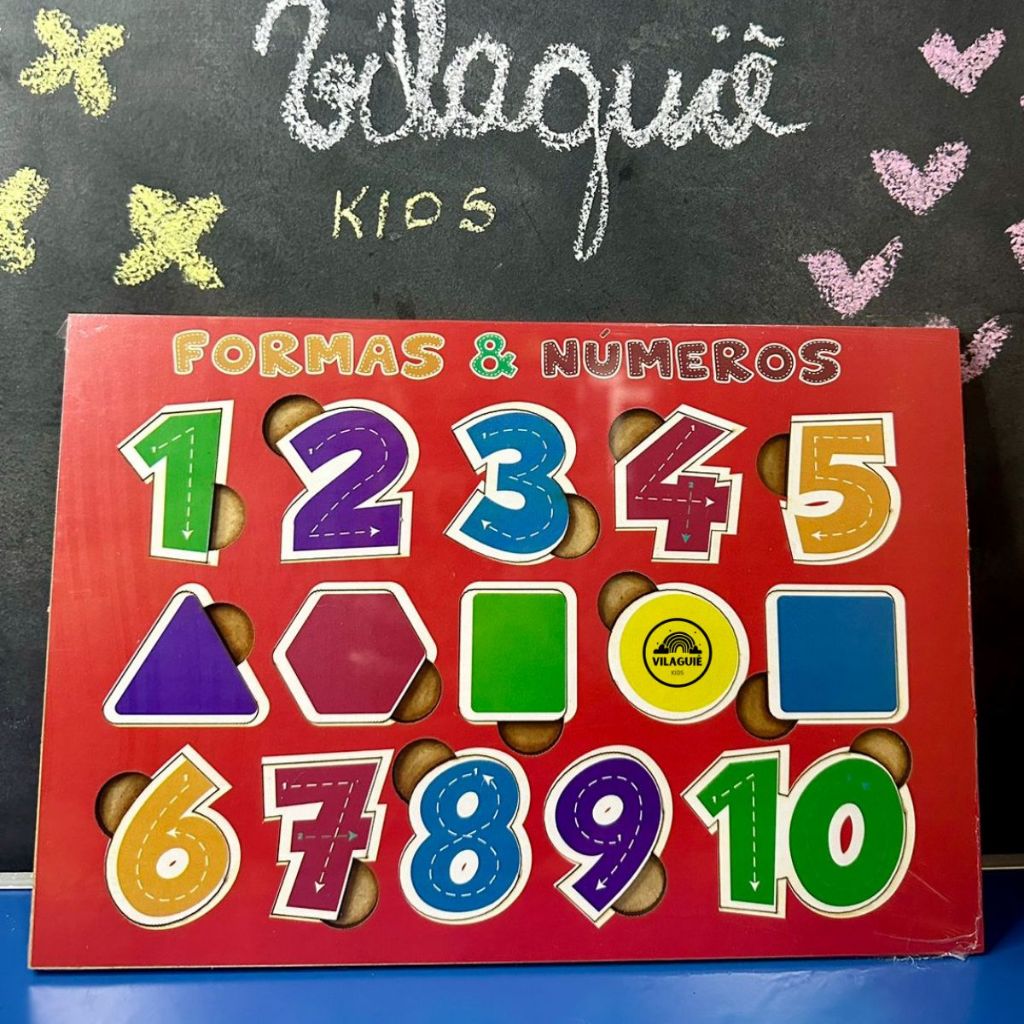 Vilaguiê
KIDS
FORMAS & NÚMEROS
1 2 3 4 5
VILAGUIÊ
KIDS
6 7 8 9 10